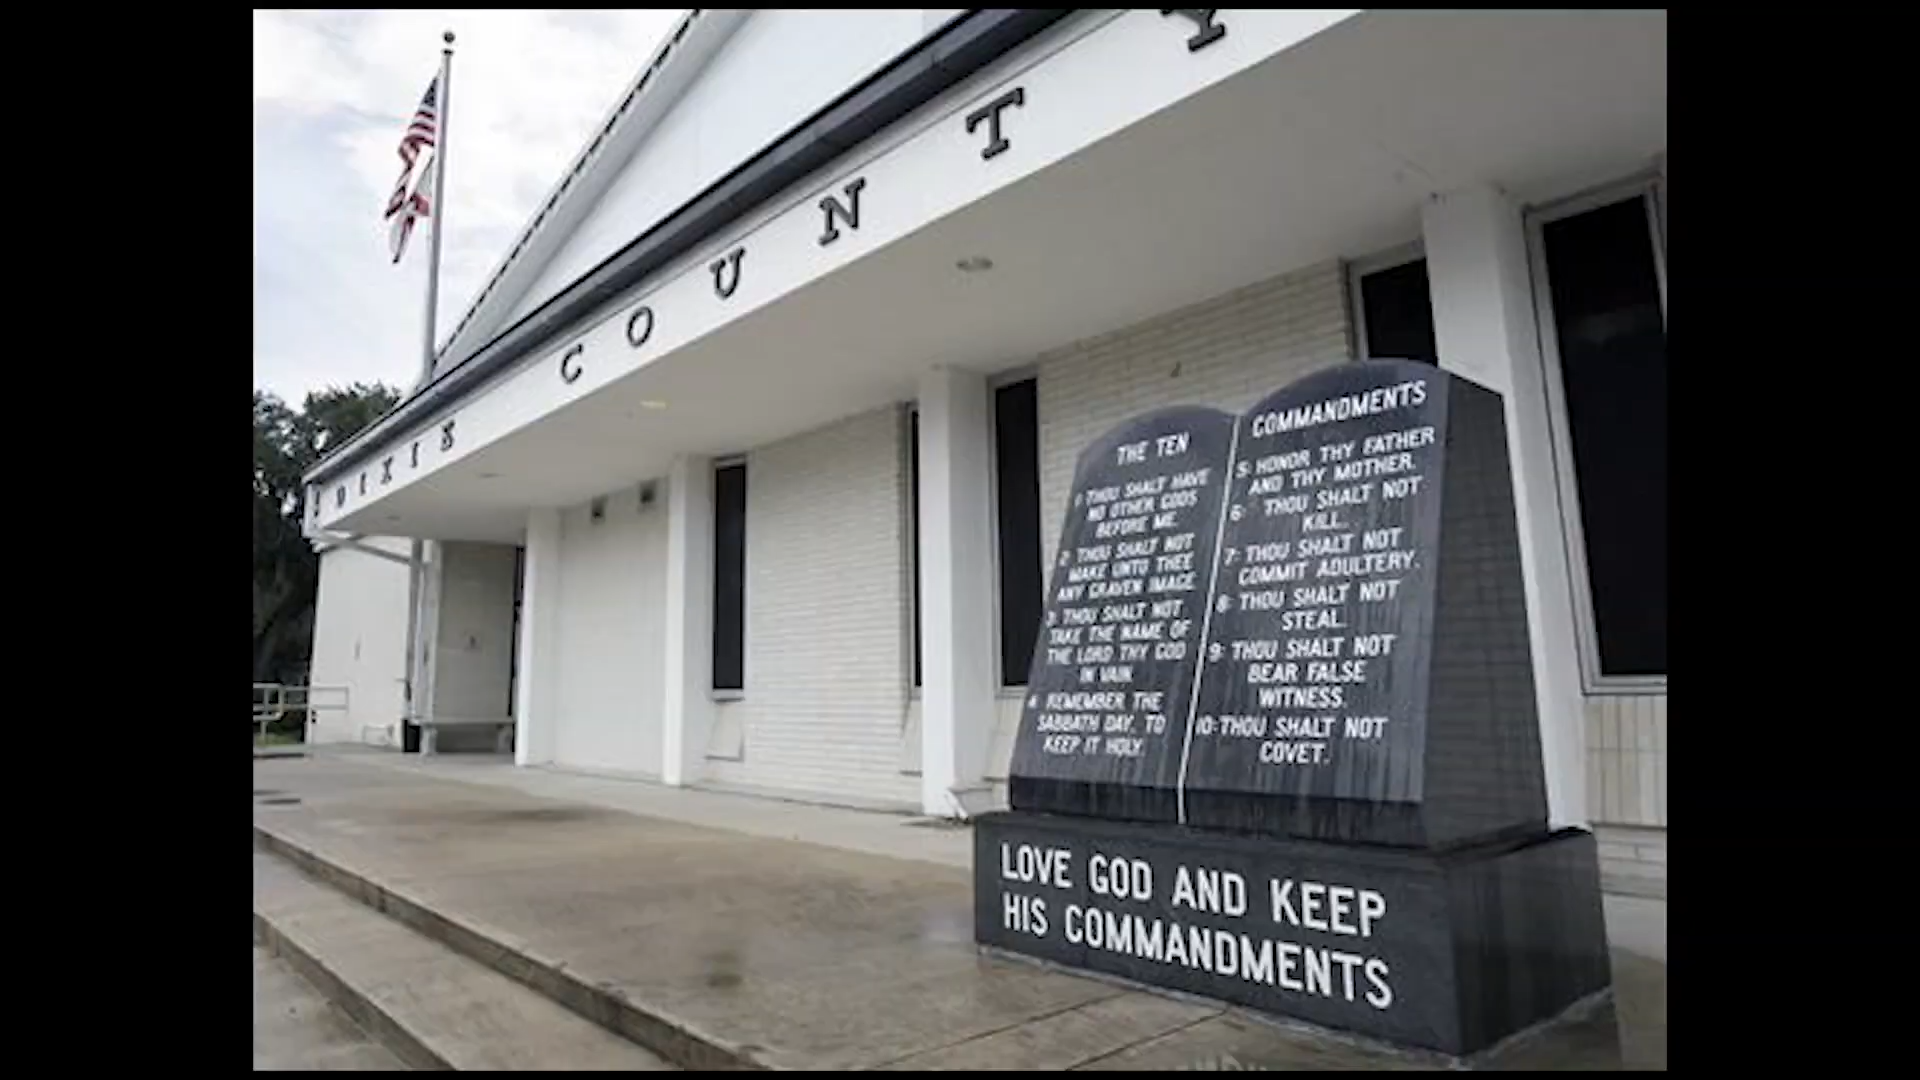 DIXIE COUNTY
THE TEN
1: THOU SHALT HAVE
NO OTHER GODS
BEFORE ME.
2: THOU SHALT NOT
MAKE UNTO THEE
ANY GRAVEN IMAGE
3: THOU SHALT NOT
TAKE THE NAME OF
THE LORD THY GOD
IN VAIN
4: REMEMBER THE
SABBATH DAY, TO
KEEP IT HOLY.
COMMANDMENTS
5: HONOR THY FATHER
AND THY MOTHER.
6: THOU SHALT NOT
KILL.
7: THOU SHALT NOT
COMMIT ADULTERY.
8: THOU SHALT NOT
STEAL.
9: THOU SHALT NOT
BEAR FALSE
WITNESS.
10: THOU SHALT NOT
COVET.
LOVE GOD AND KEEP
HIS COMMANDMENTS